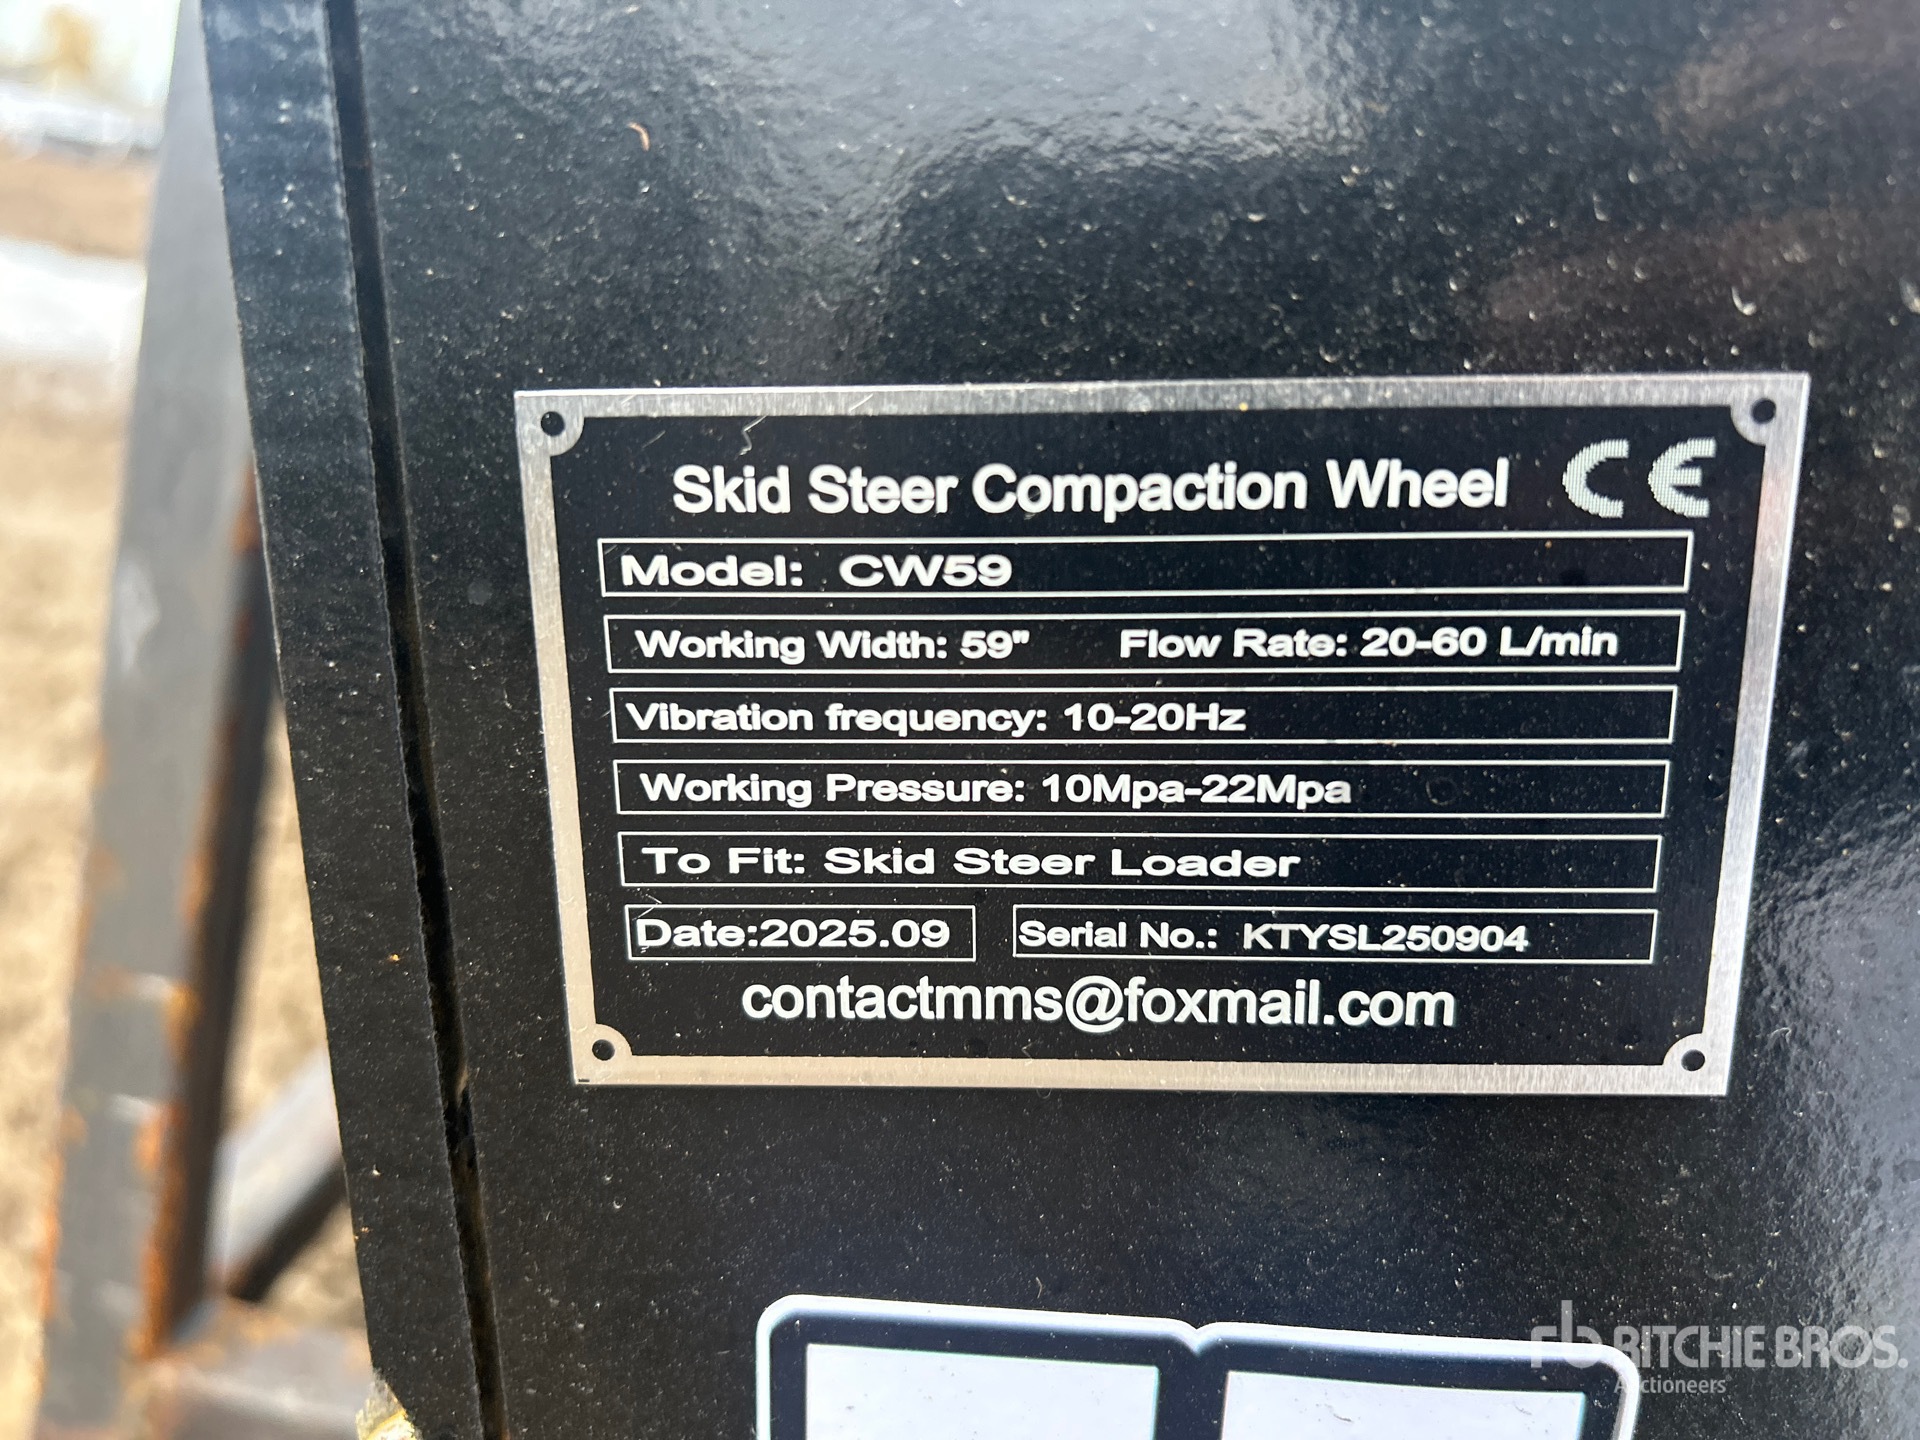 Skid Steer Compaction Wheel CE
Model: CW59
Working Width: 59" Flow Rate: 20-60 L/min
Vibration frequency: 10-20Hz
Working Pressure: 10Mpa-22Mpa
To Fit: Skid Steer Loader
Date:2025.09 Serial No.: KTYSL250904
contactmms@foxmail.com
rb RITCHIE BROS.
Auctioneers